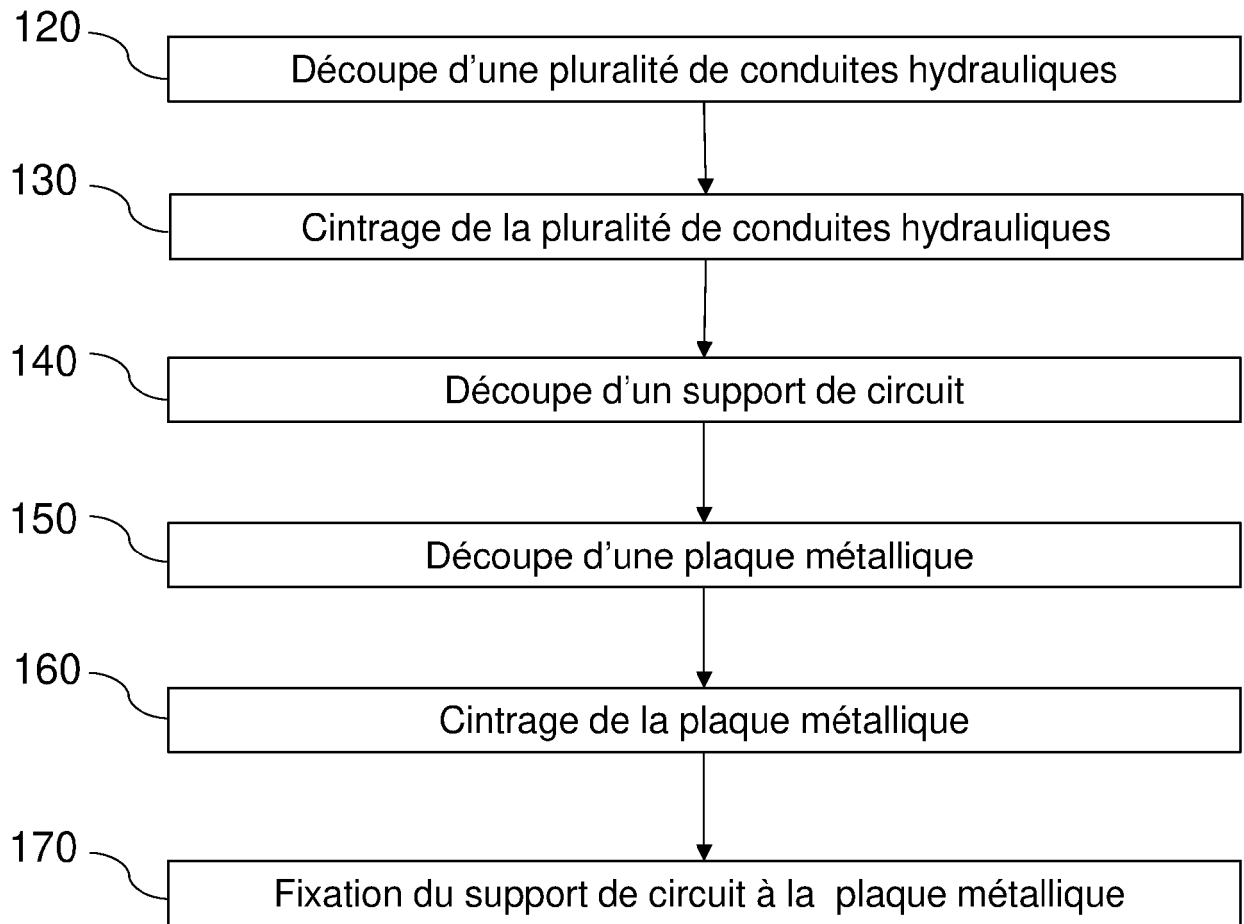 120
Découpe d'une pluralité de conduites hydrauliques
130
Cintrage de la pluralité de conduites hydrauliques
140
Découpe d'un support de circuit
150
Découpe d'une plaque métallique
160
Cintrage de la plaque métallique
170
Fixation du support de circuit à la plaque métallique